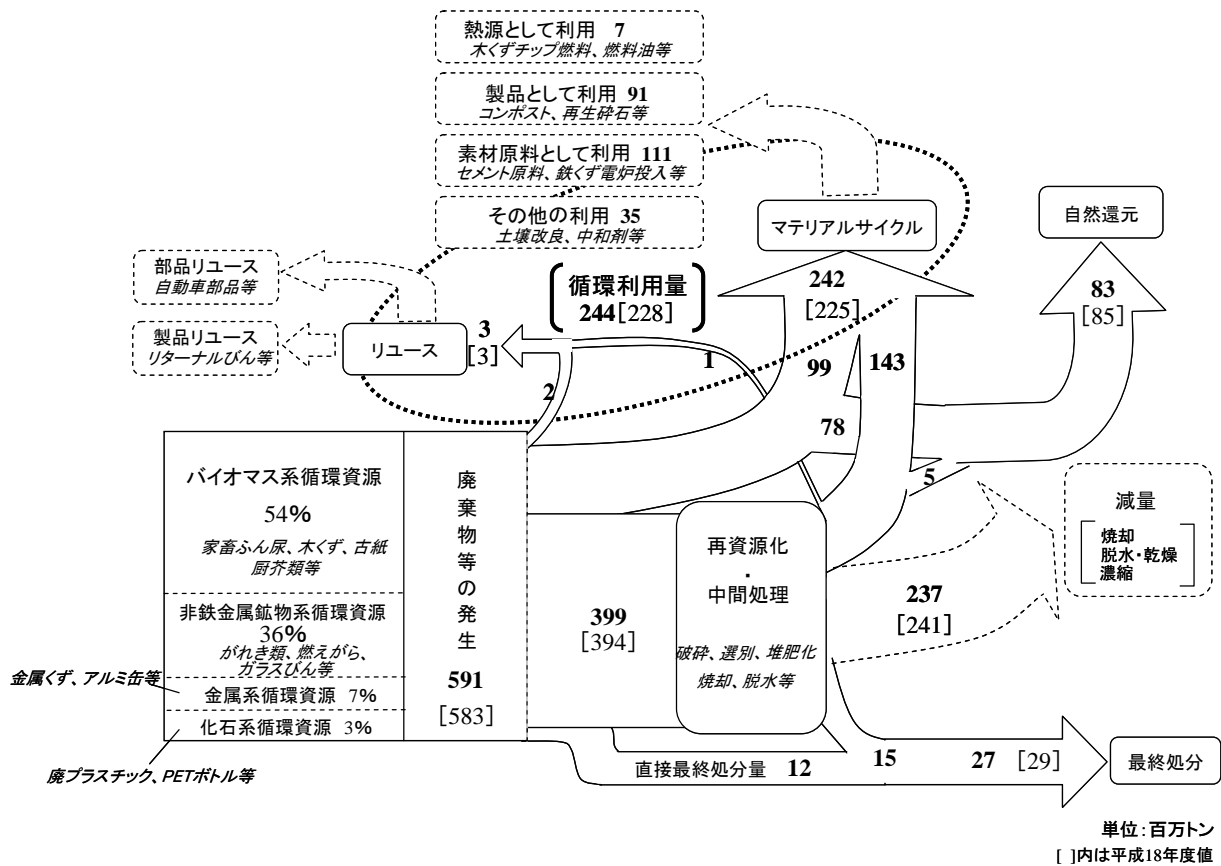 熱源として利用 7
木くずチップ燃料、燃料油等
製品として利用 91
コンポスト、再生砕石等
素材原料として利用 111
セメント原料、鉄くず電炉投入等
その他の利用 35
土壌改良、中和剤等
マテリアルサイクル
自然還元
部品リユース
自動車部品等
製品リユース
リターナルびん等
リユース
3
[3]
循環利用量
244[228]
242
[225]
83
[85]
1
2
99
143
78
5
バイオマス系循環資源
54%
家畜ふん尿、木くず、古紙
厨芥類等
非鉄金属鉱物系循環資源
36%
がれき類、燃えがら、
ガラスびん等
金属くず、アルミ缶等
金属系循環資源 7%
化石系循環資源 3%
廃プラスチック、PETボトル等
廃棄物等の発生
591
[583]
399
[394]
再資源化
・
中間処理
破砕、選別、堆肥化
焼却、脱水等
237
[241]
減量
焼却
脱水・乾燥
濃縮
直接最終処分量 12
15
27 [29]
最終処分
単位：百万トン
[ ]内は平成18年度値